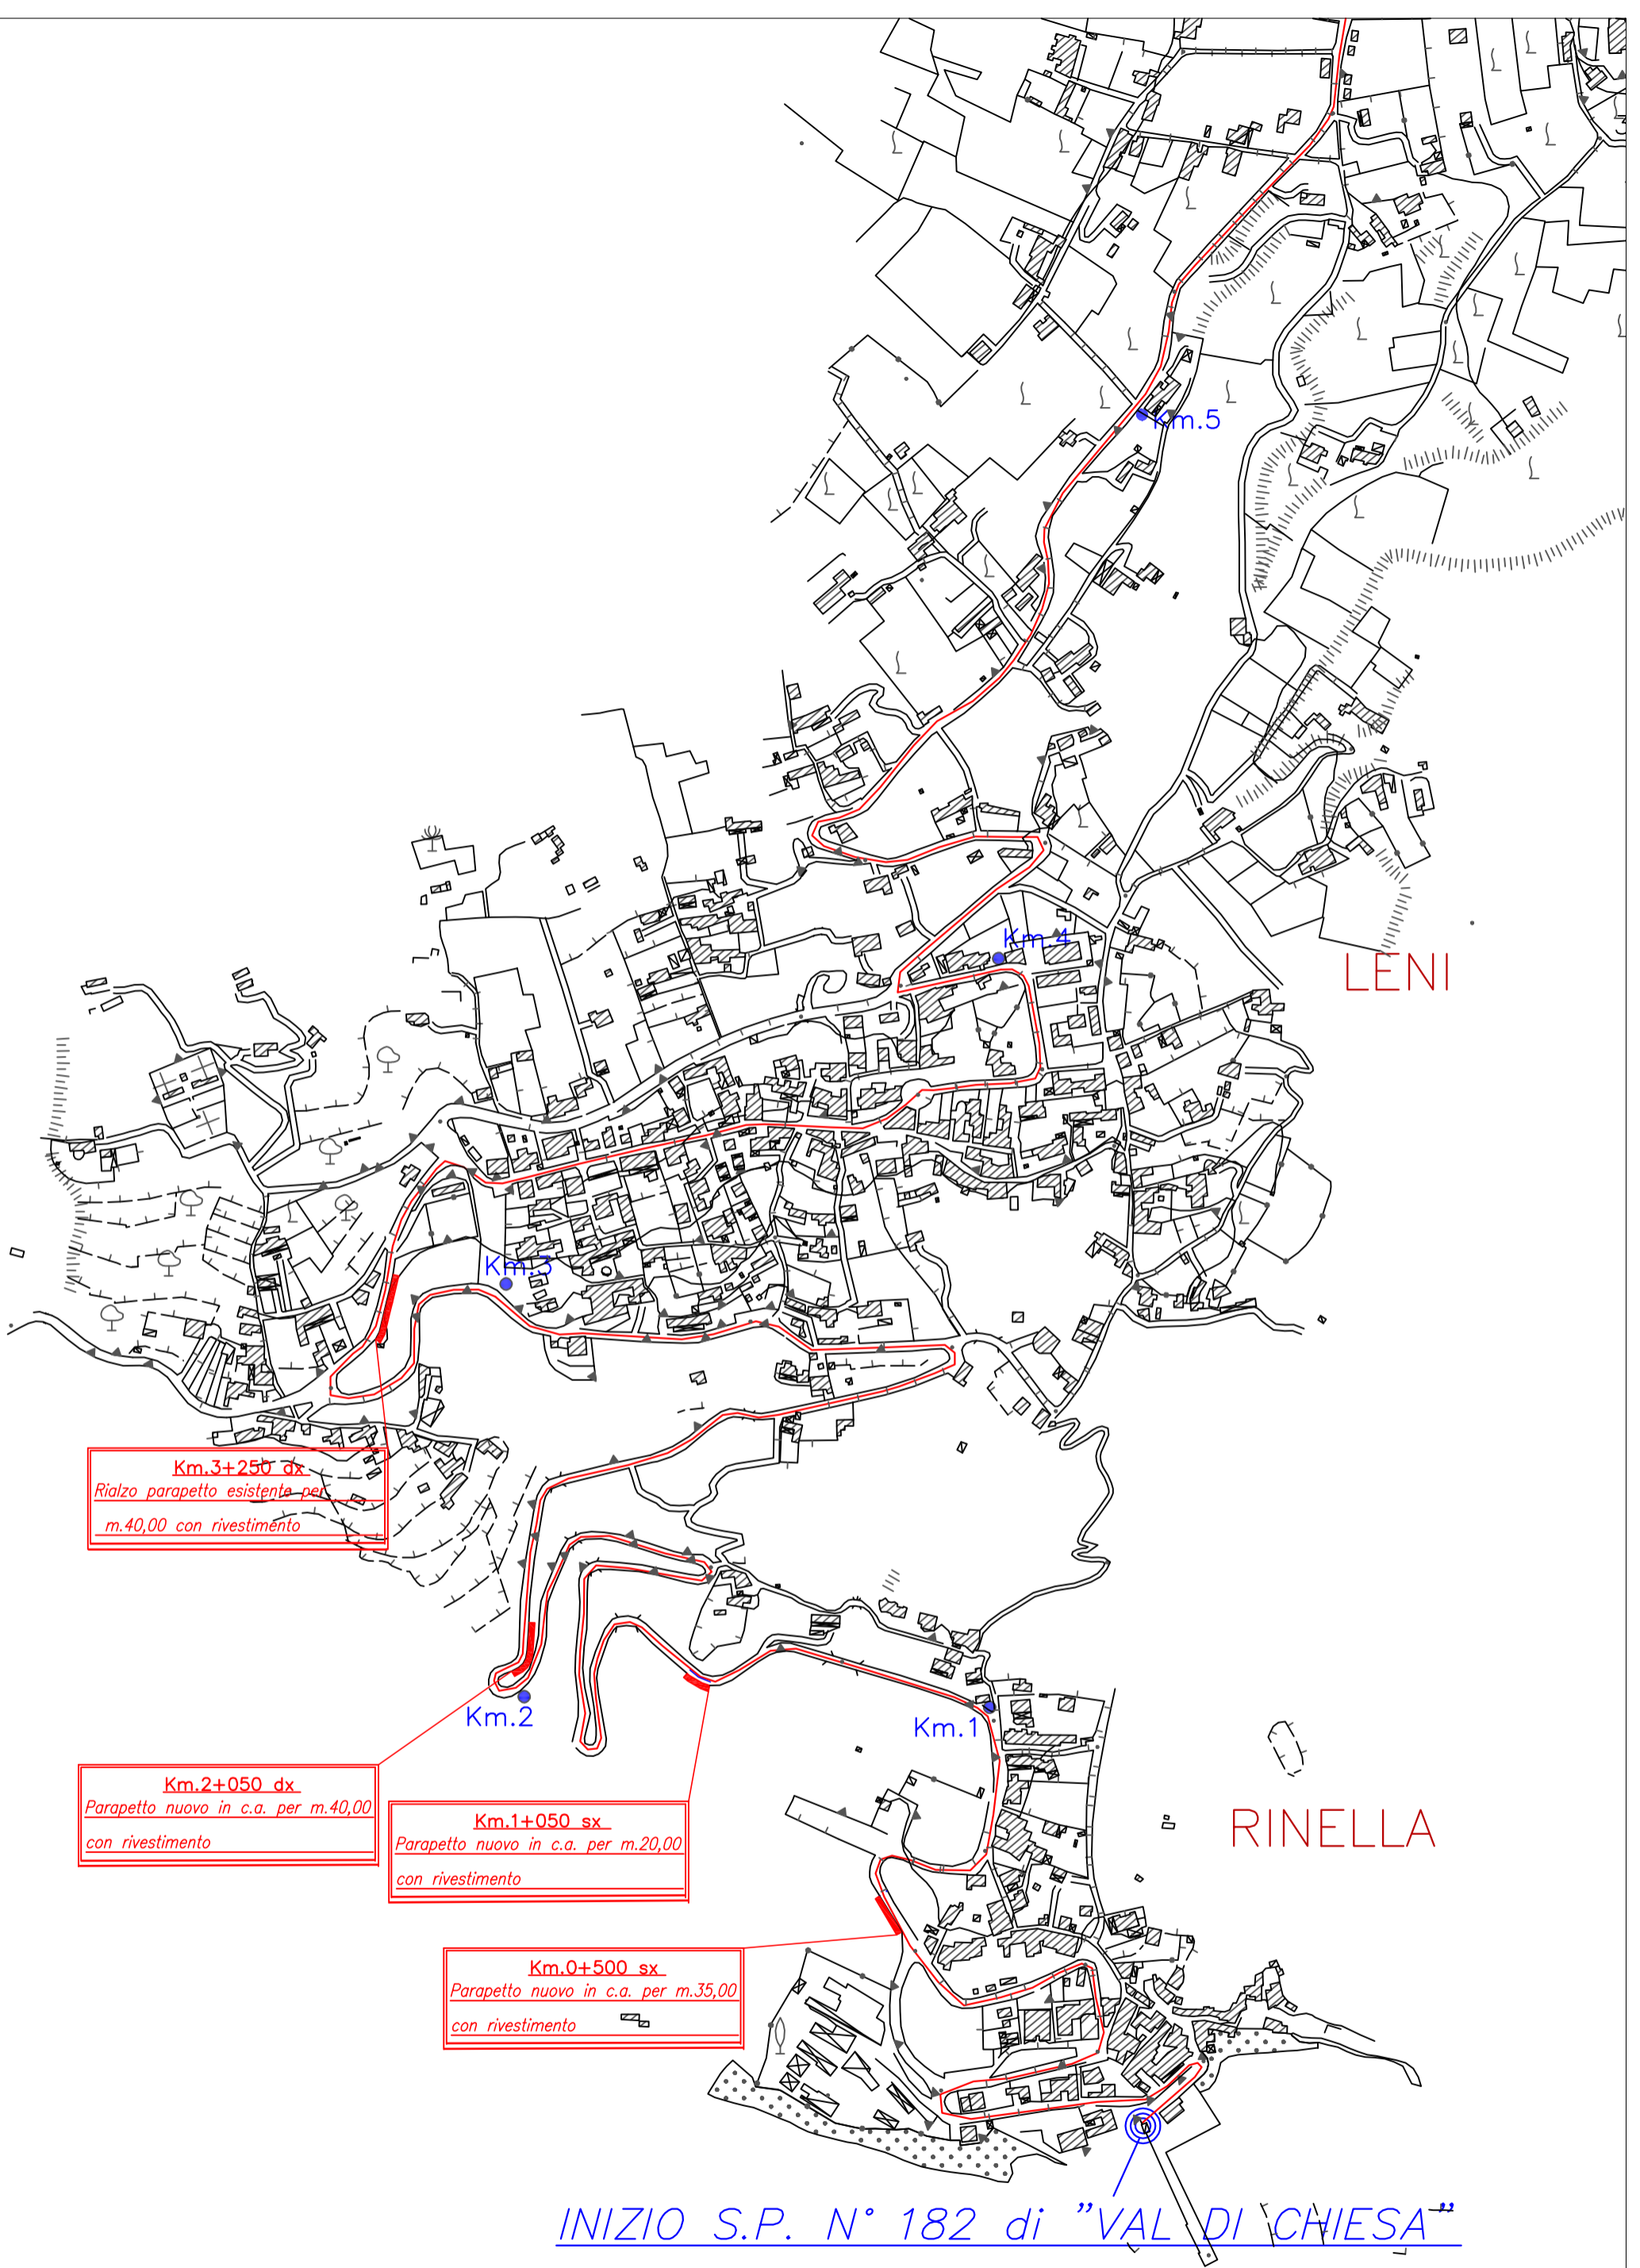 Km.5
Km.4
LENI
Km.3
Km.3+250 dx
Rialzo parapetto esistente per
m.40,00 con rivestimento
Km.2
Km.1
Km.2+050 dx
Parapetto nuovo in c.a. per m.40,00
con rivestimento
Km.1+050 sx
Parapetto nuovo in c.a. per m.20,00
con rivestimento
RINELLA
Km.0+500 sx
Parapetto nuovo in c.a. per m.35,00
con rivestimento
INIZIO S.P. N° 182 di "VAL DI CHIESA"